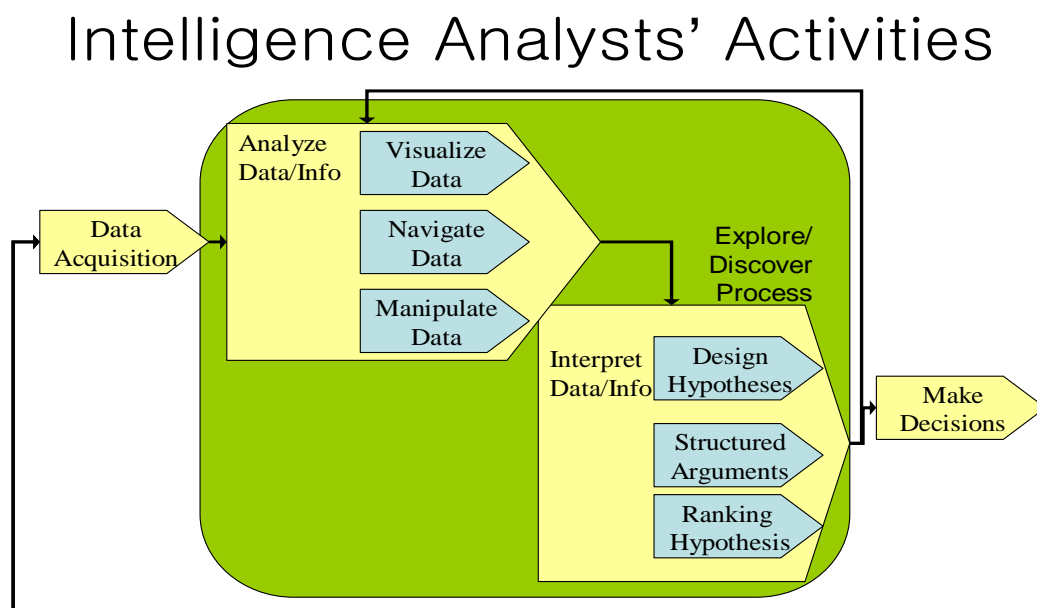 Intelligence Analysts’ Activities
Analyze
Data/Info
Visualize
Data
Navigate
Data
Manipulate
Data
Data
Acquisition
Explore/
Discover
Process
Interpret
Data/Info
Design
Hypotheses
Structured
Arguments
Ranking
Hypothesis
Make
Decisions